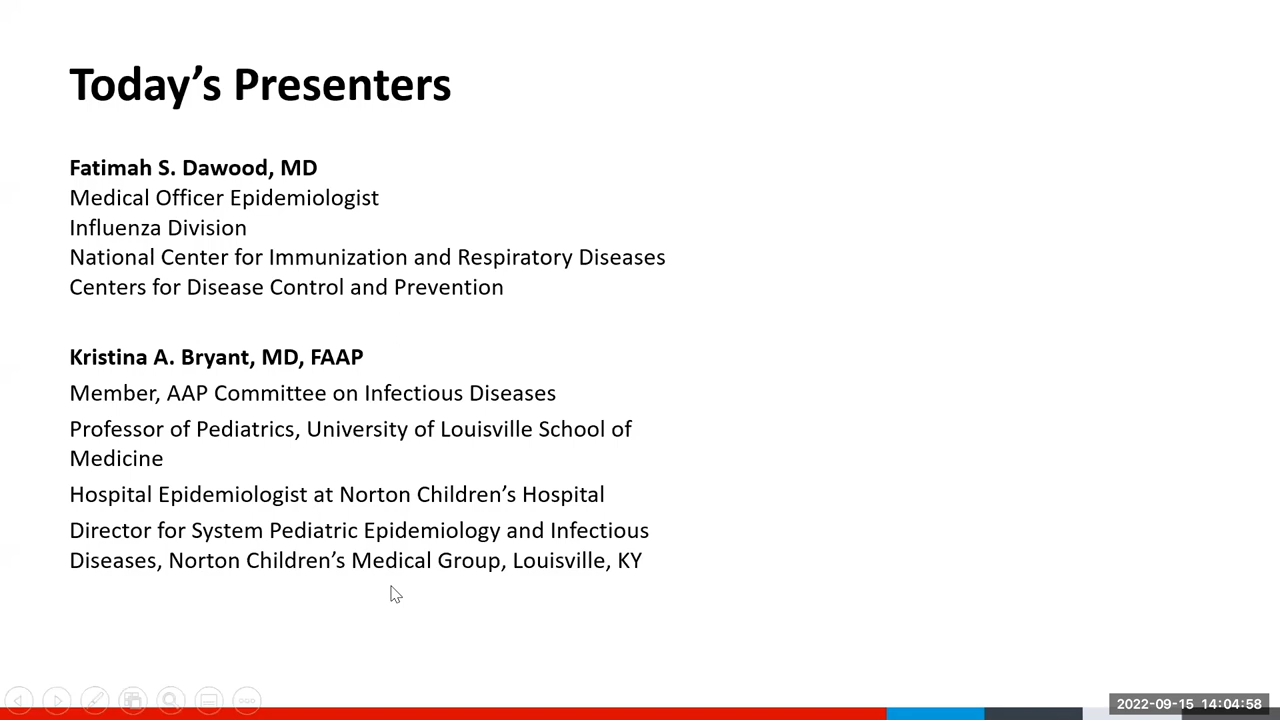 Today’s Presenters
Fatimah S. Dawood, MD
Medical Officer Epidemiologist
Influenza Division
National Center for Immunization and Respiratory Diseases
Centers for Disease Control and Prevention
Kristina A. Bryant, MD, FAAP
Member, AAP Committee on Infectious Diseases
Professor of Pediatrics, University of Louisville School of
Medicine
Hospital Epidemiologist at Norton Children’s Hospital
Director for System Pediatric Epidemiology and Infectious
Diseases, Norton Children’s Medical Group, Louisville, KY
2022-09-15 14:04:58